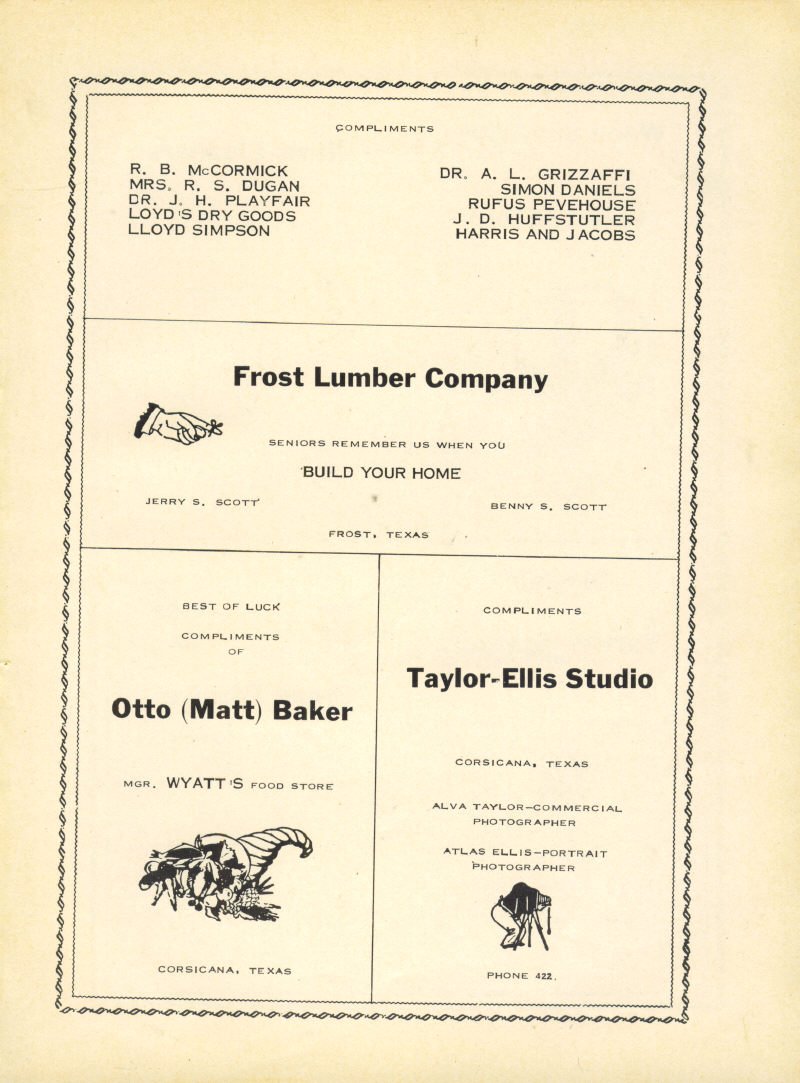 COMPLIMENTS
R. B. McCORMICK
MRS. R. S. DUGAN
DR. J. H. PLAYFAIR
LOYD'S DRY GOODS
LLOYD SIMPSON
DR. A. L. GRIZZAFFI
SIMON DANIELS
RUFUS PEVEHOUSE
J. D. HUFFSTUTLER
HARRIS AND JACOBS
Frost Lumber Company
SENIORS REMEMBER US WHEN YOU
BUILD YOUR HOME
JERRY S. SCOTT
BENNY S. SCOTT
FROST, TEXAS
BEST OF LUCK
COMPLIMENTS
OF
Otto (Matt) Baker
MGR. WYATT'S FOOD STORE
CORSICANA, TEXAS
COMPLIMENTS
Taylor-Ellis Studio
CORSICANA, TEXAS
ALVA TAYLOR-COMMERCIAL
PHOTOGRAPHER
ATLAS ELLIS-PORTRAIT
PHOTOGRAPHER
PHONE 422.